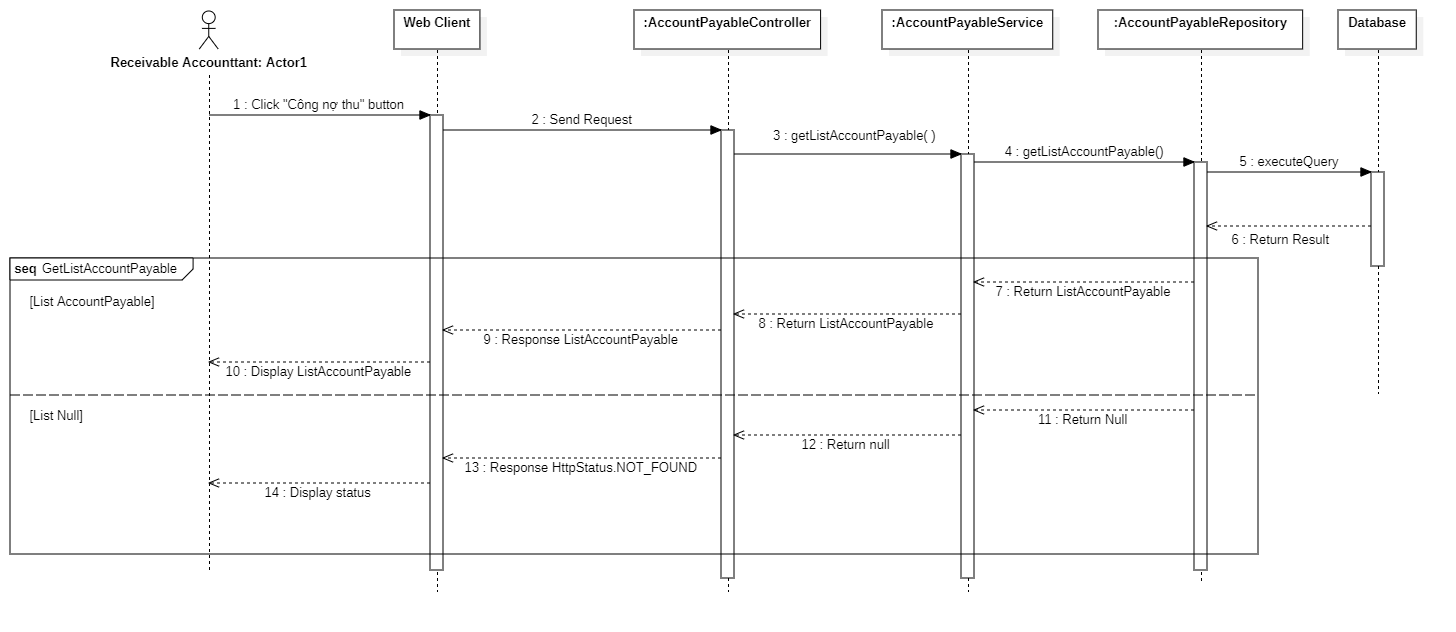 Web Client
:AccountPayableController
:AccountPayableService
:AccountPayableRepository
Database
Receivable Accounttant: Actor1
1 : Click "Công nợ thu" button
2 : Send Request
3 : getListAccountPayable( )
4 : getListAccountPayable()
5 : executeQuery
6 : Return Result
seq GetListAccountPayable
[List AccountPayable]
7 : Return ListAccountPayable
8 : Return ListAccountPayable
9 : Response ListAccountPayable
10 : Display ListAccountPayable
[List Null]
11 : Return Null
12 : Return null
13 : Response HttpStatus.NOT_FOUND
14 : Display status